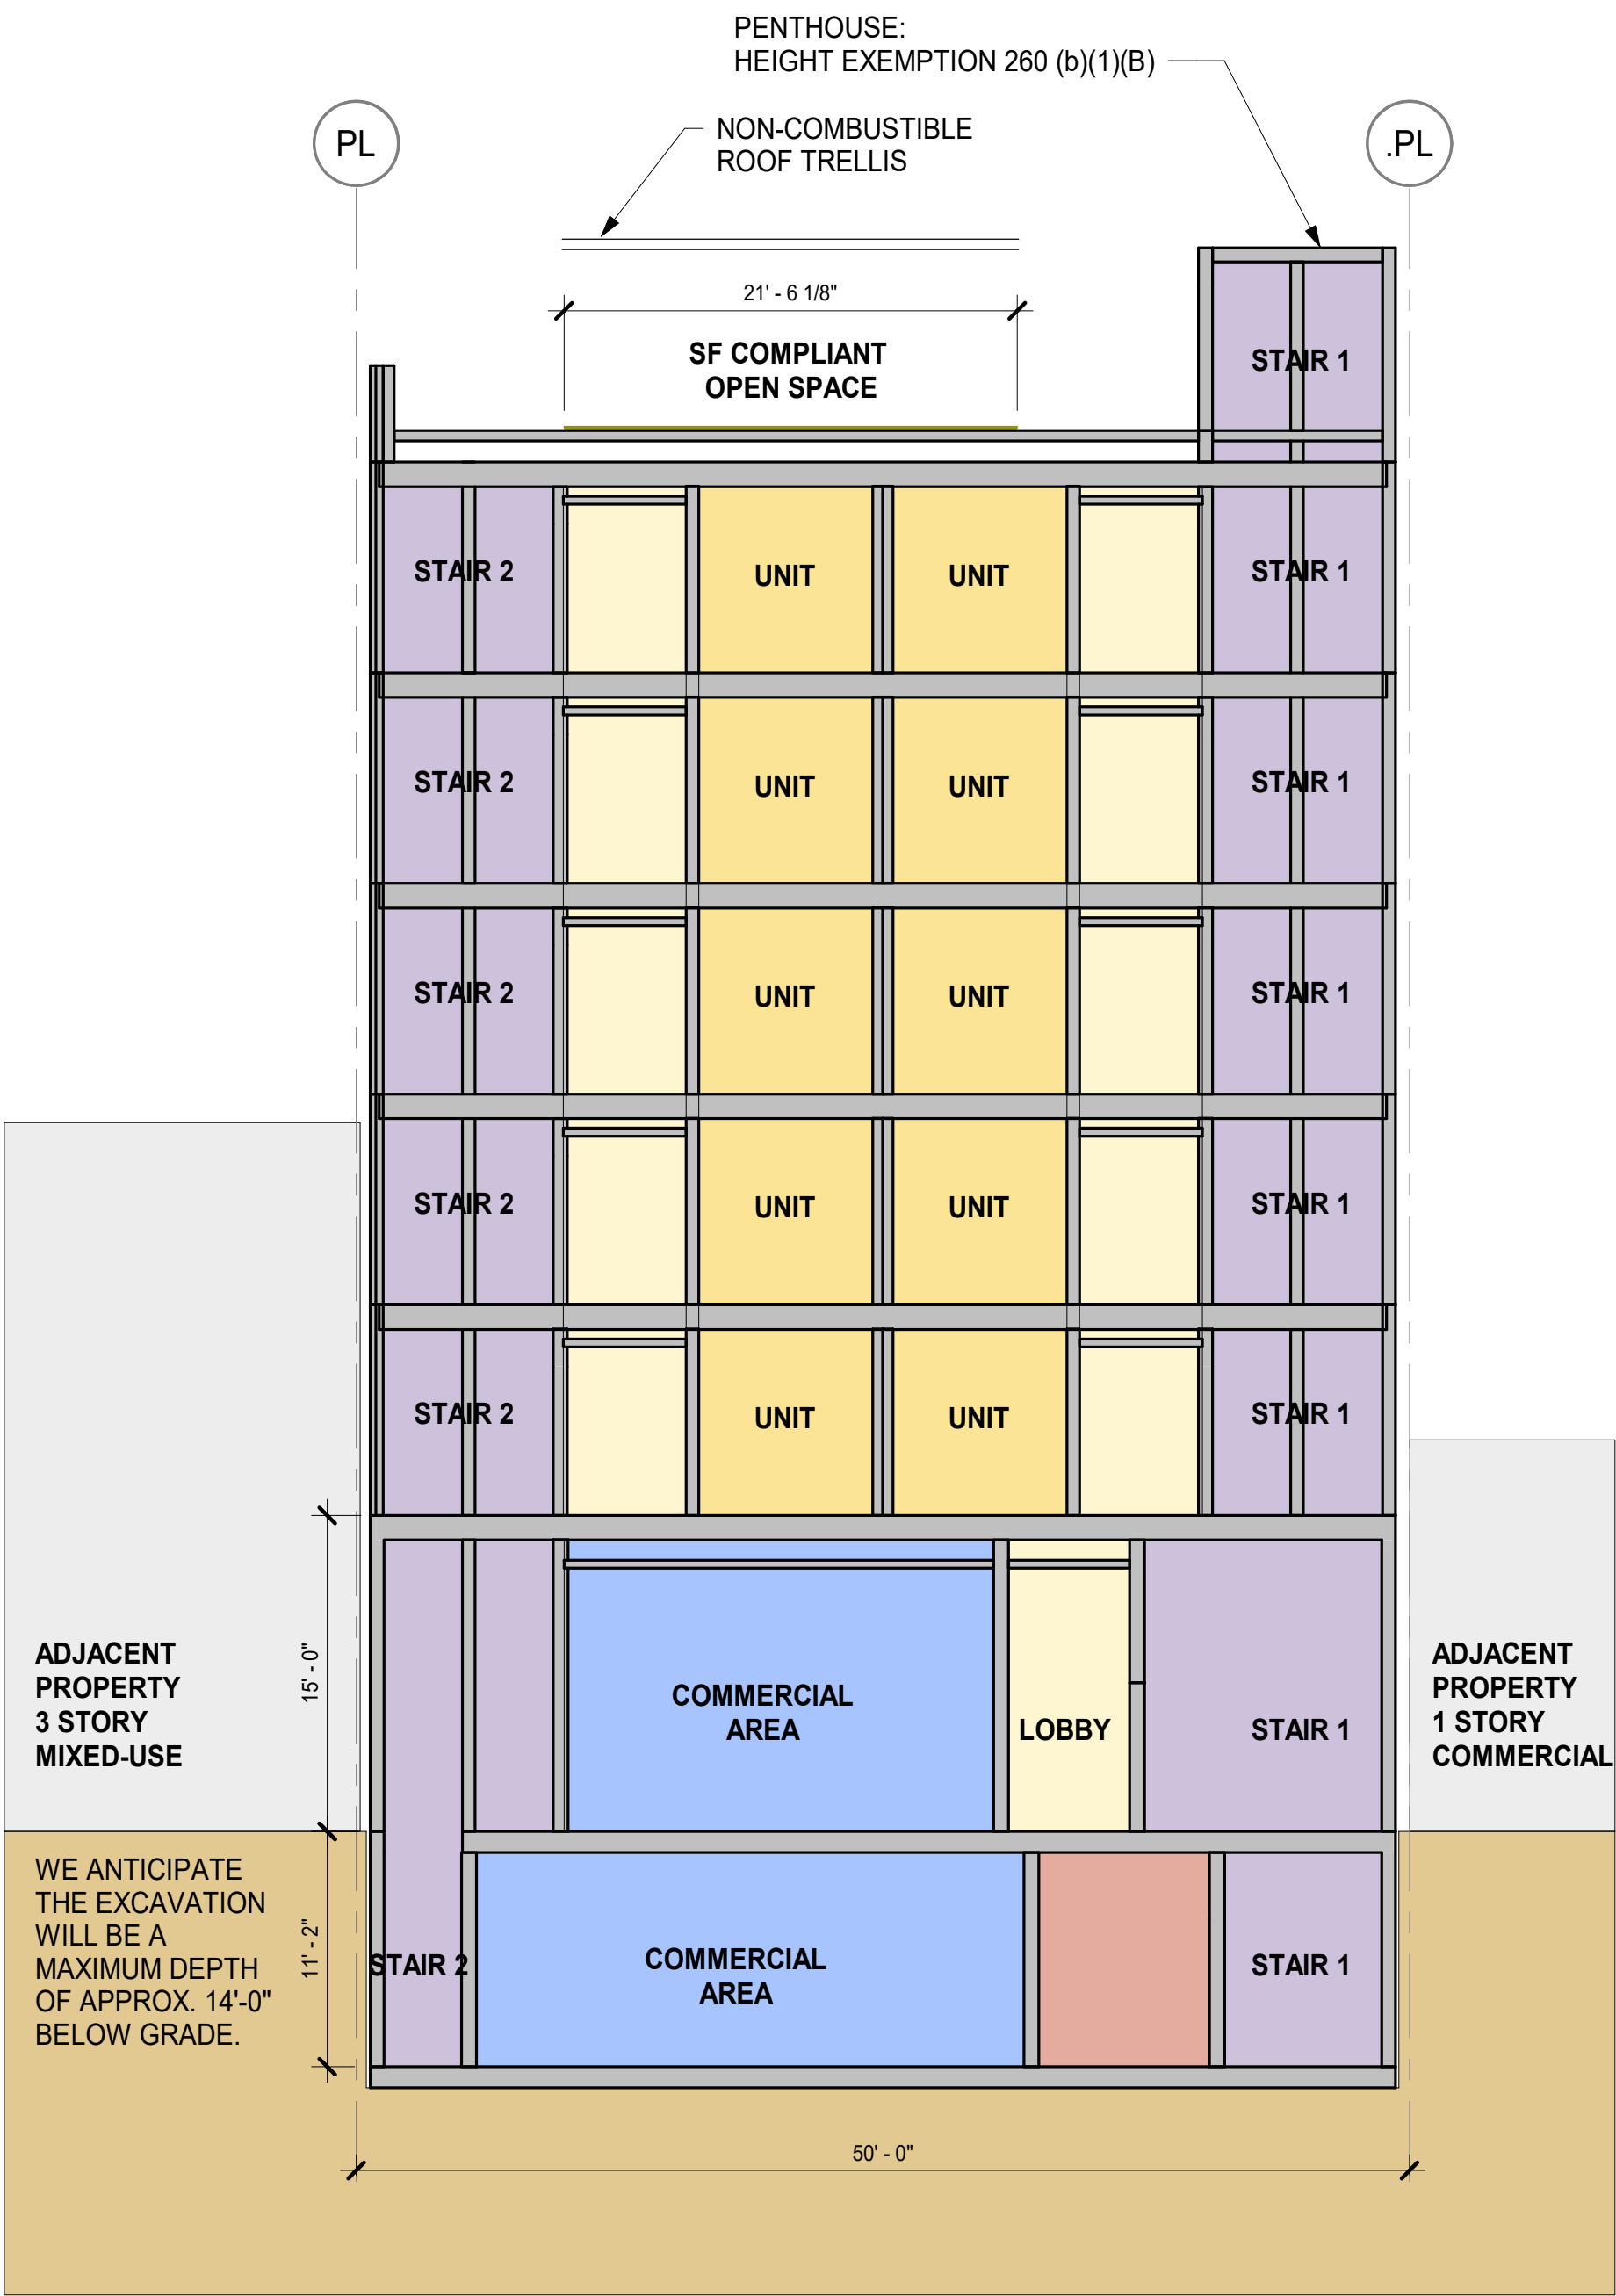 PENTHOUSE:
HEIGHT EXEMPTION 260 (b)(1)(B)
PL
NON-COMBUSTIBLE
ROOF TRELLIS
.PL
21' - 6 1/8"
SF COMPLIANT
OPEN SPACE
STAIR 1
STAIR 2
UNIT
UNIT
STAIR 1
STAIR 2
UNIT
UNIT
STAIR 1
STAIR 2
UNIT
UNIT
STAIR 1
STAIR 2
UNIT
UNIT
STAIR 1
STAIR 2
UNIT
UNIT
STAIR 1
ADJACENT
PROPERTY
3 STORY
MIXED-USE
15' - 0"
COMMERCIAL
AREA
LOBBY
STAIR 1
ADJACENT
PROPERTY
1 STORY
COMMERCIAL
WE ANTICIPATE
THE EXCAVATION
WILL BE A
MAXIMUM DEPTH
OF APPROX. 14'-0"
BELOW GRADE.
11' - 2"
STAIR 2
COMMERCIAL
AREA
STAIR 1
50' - 0"